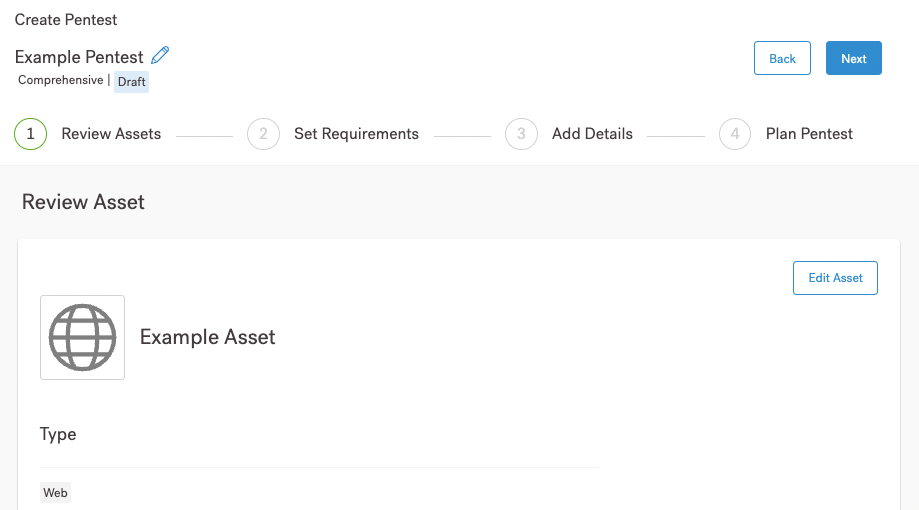 Create Pentest
Example Pentest
Back
Next
Comprehensive | Draft
1 Review Assets 2 Set Requirements 3 Add Details 4 Plan Pentest
Review Asset
Edit Asset
Example Asset
Type
Web